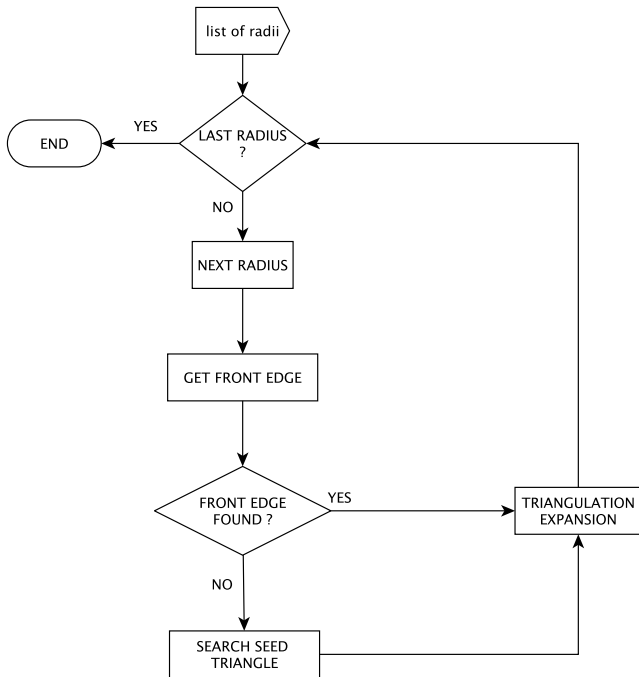 list of radii
LAST RADIUS
?
YES
END
NO
NEXT RADIUS
GET FRONT EDGE
FRONT EDGE
FOUND ?
YES
TRIANGULATION
EXPANSION
NO
SEARCH SEED
TRIANGLE